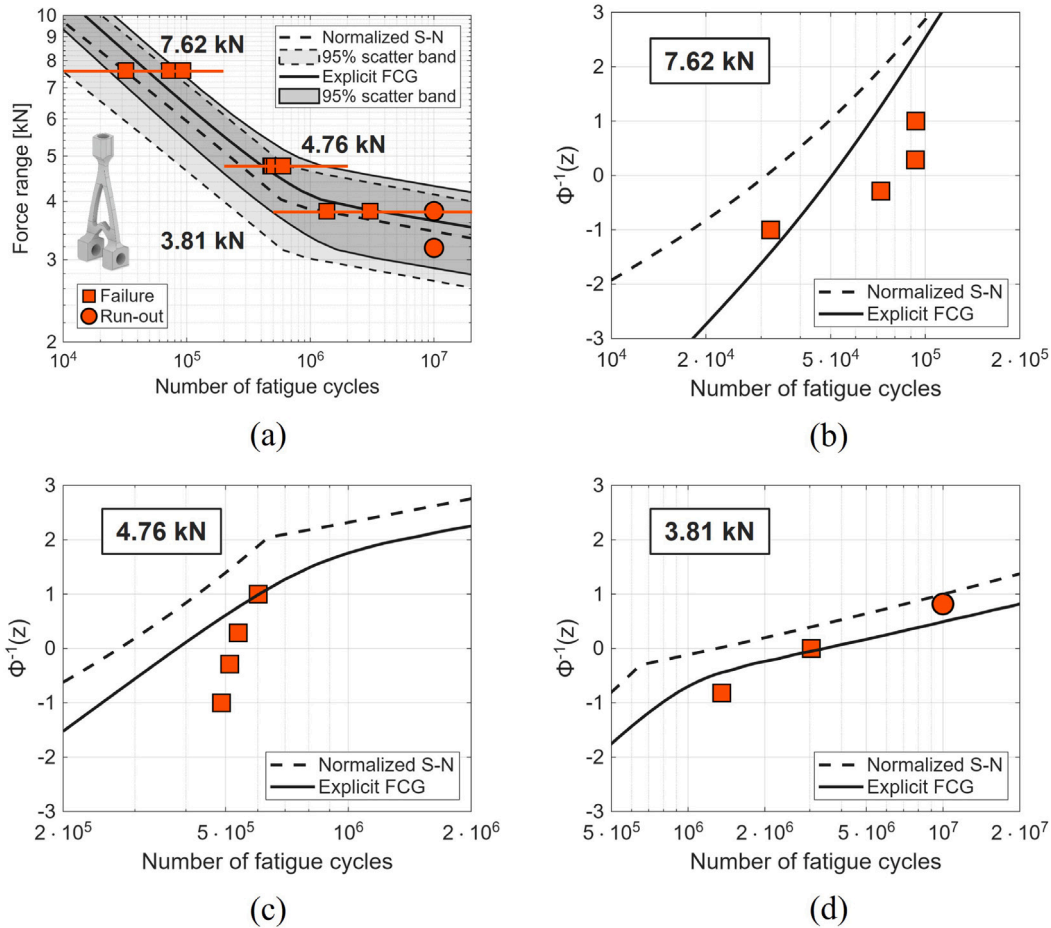 10
9
8
7
6
5
4
3
2
Force range [kN]
7.62 kN
4.76 kN
3.81 kN
Normalized S-N
95% scatter band
Explicit FCG
95% scatter band
Failure
Run-out
10^4
10^5
10^6
10^7
Number of fatigue cycles
(a)
3
2
1
0
-1
-2
-3
Φ^-1(z)
7.62 kN
Normalized S-N
Explicit FCG
10^4
2 · 10^4
5 · 10^4
10^5
2 · 10^5
Number of fatigue cycles
(b)
3
2
1
0
-1
-2
-3
Φ^-1(z)
4.76 kN
Normalized S-N
Explicit FCG
2 · 10^5
5 · 10^5
10^6
2 · 10^6
Number of fatigue cycles
(c)
3
2
1
0
-1
-2
-3
Φ^-1(z)
3.81 kN
Normalized S-N
Explicit FCG
5 · 10^5
10^6
2 · 10^6
5 · 10^6
10^7
2 · 10^7
Number of fatigue cycles
(d)